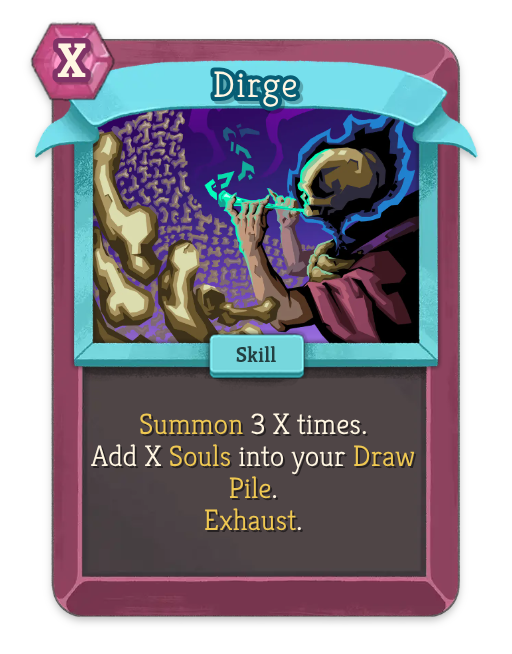 X
Dirge
Skill
Summon 3 X times.
Add X Souls into your Draw
Pile.
Exhaust.